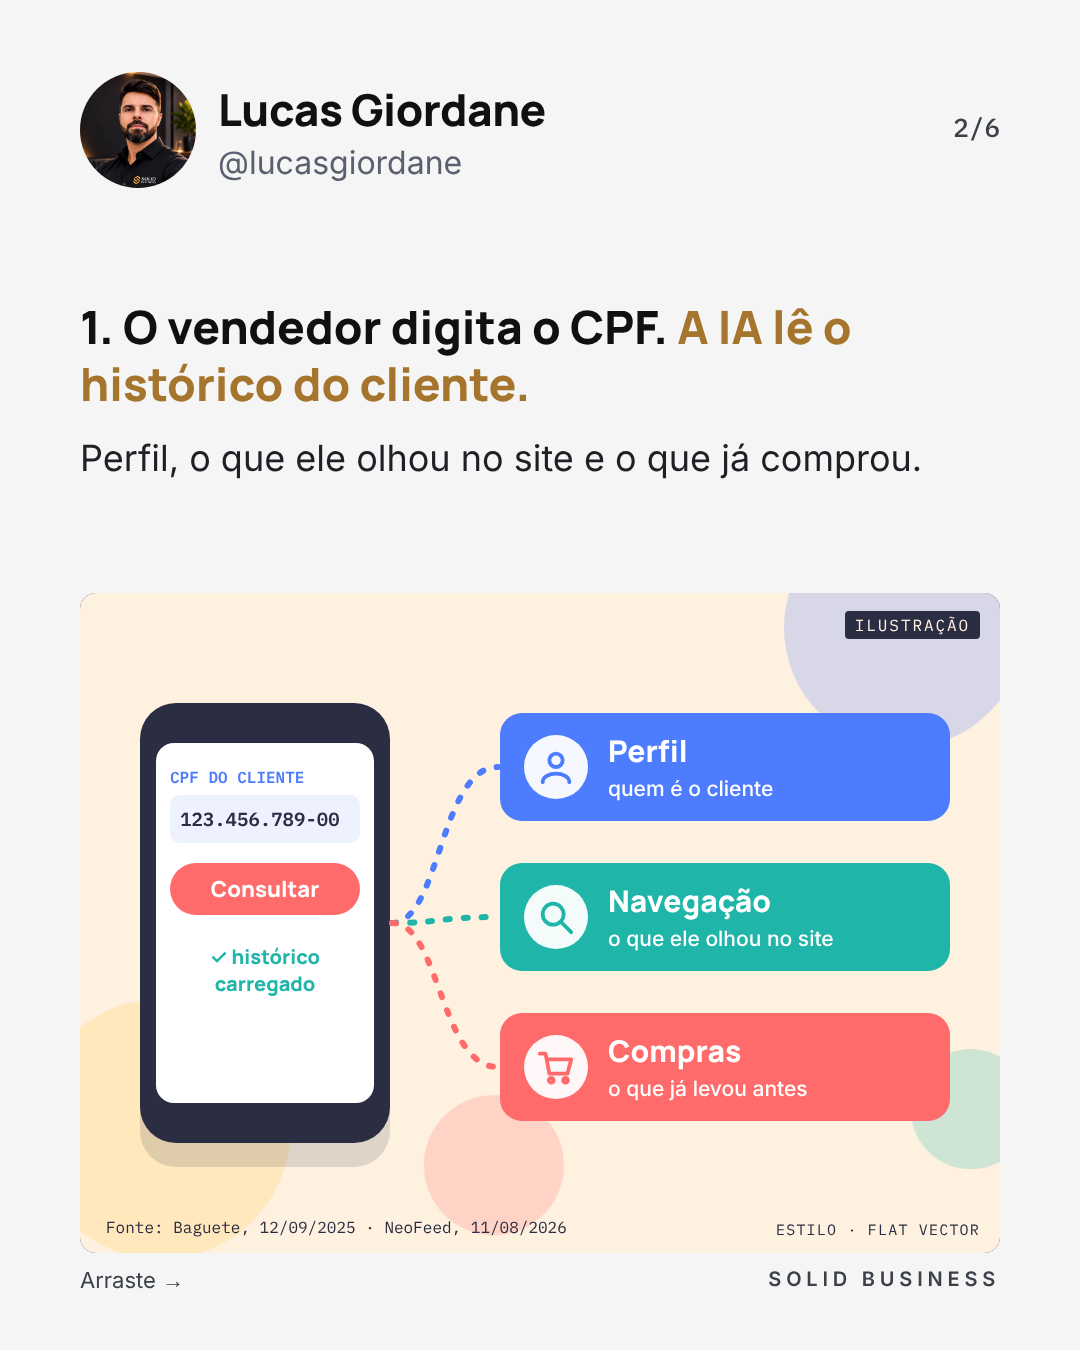 Lucas Giordane
@lucasgiordane
2/6
1. O vendedor digita o CPF. A IA lê o
histórico do cliente.
Perfil, o que ele olhou no site e o que já comprou.
ILUSTRAÇÃO
CPF DO CLIENTE
123.456.789-00
Consultar
✓ histórico
carregado
Perfil
quem é o cliente
Navegação
o que ele olhou no site
Compras
o que já levou antes
Fonte: Baguete, 12/09/2025 · NeoFeed, 11/08/2026
ESTILO · FLAT VECTOR
Arraste →
SOLID BUSINESS